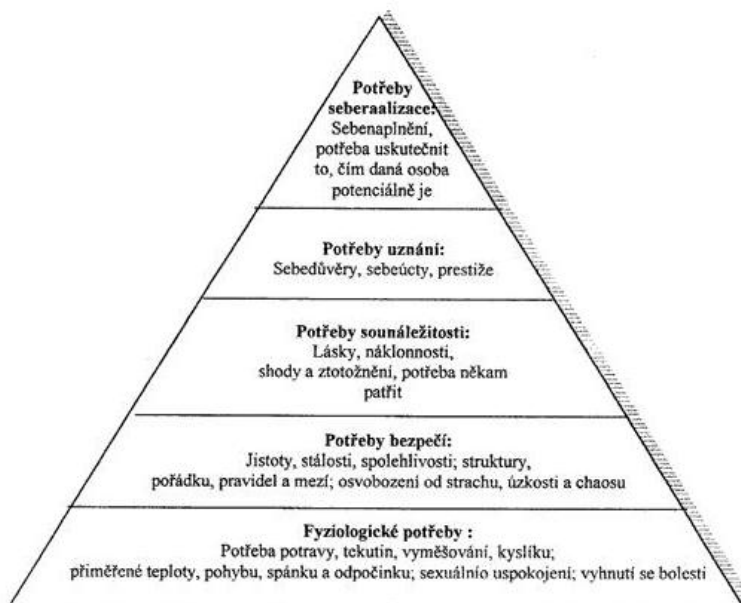 Potřeby
seberaalizace:
Sebenaplnění,
potřeba uskutečnit
to, čím daná osoba
potenciálně je
Potřeby uznání:
Sebedůvěry, sebeúcty, prestiže
Potřeby sounáležitosti:
Lásky, náklonnosti,
shody a ztotožnění, potřeba někam
patřit
Potřeby bezpečí:
Jistoty, stálosti, spolehlivosti; struktury,
pořádku, pravidel a mezí; osvobození od strachu, úzkosti a chaosu
Fyziologické potřeby :
Potřeba potravy, tekutin, vyměšování, kyslíku;
přiměřené teploty, pohybu, spánku a odpočinku; sexuálnío uspokojení; vyhnutí se bolesti